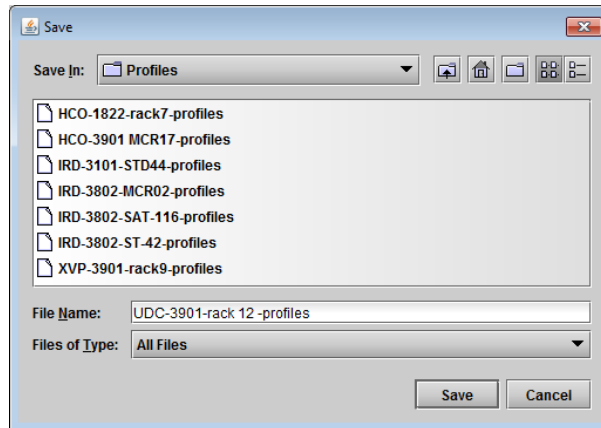 Save
Save In: Profiles
HCO-1822-rack7-profiles
HCO-3901 MCR17-profiles
IRD-3101-STD44-profiles
IRD-3802-MCR02-profiles
IRD-3802-SAT-116-profiles
IRD-3802-ST-42-profiles
XVP-3901-rack9-profiles
File Name: UDC-3901-rack 12 -profiles
Files of Type: All Files
Save Cancel